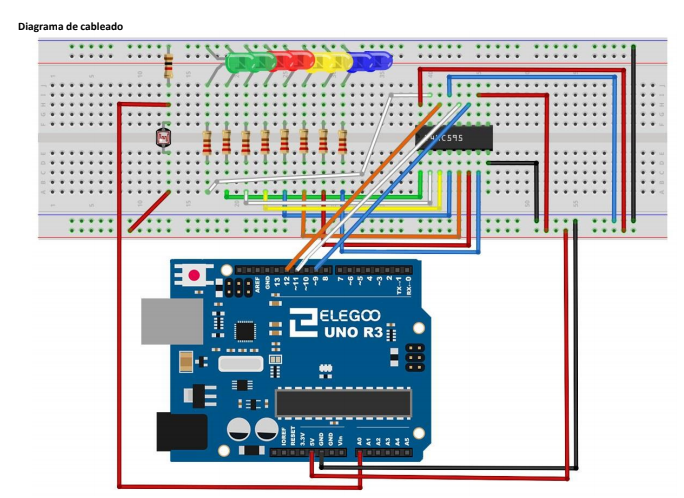 Diagrama de cableado
74HC595
AREF
GND
13
12
~11
~10
~9
8
7
~6
~5
4
~3
2
TX→1
RX←0
ELEGOO
UNO R3
IOREF
RESET
3.3V
5V
GND
GND
Vin
A0
A1
A2
A3
A4
A5